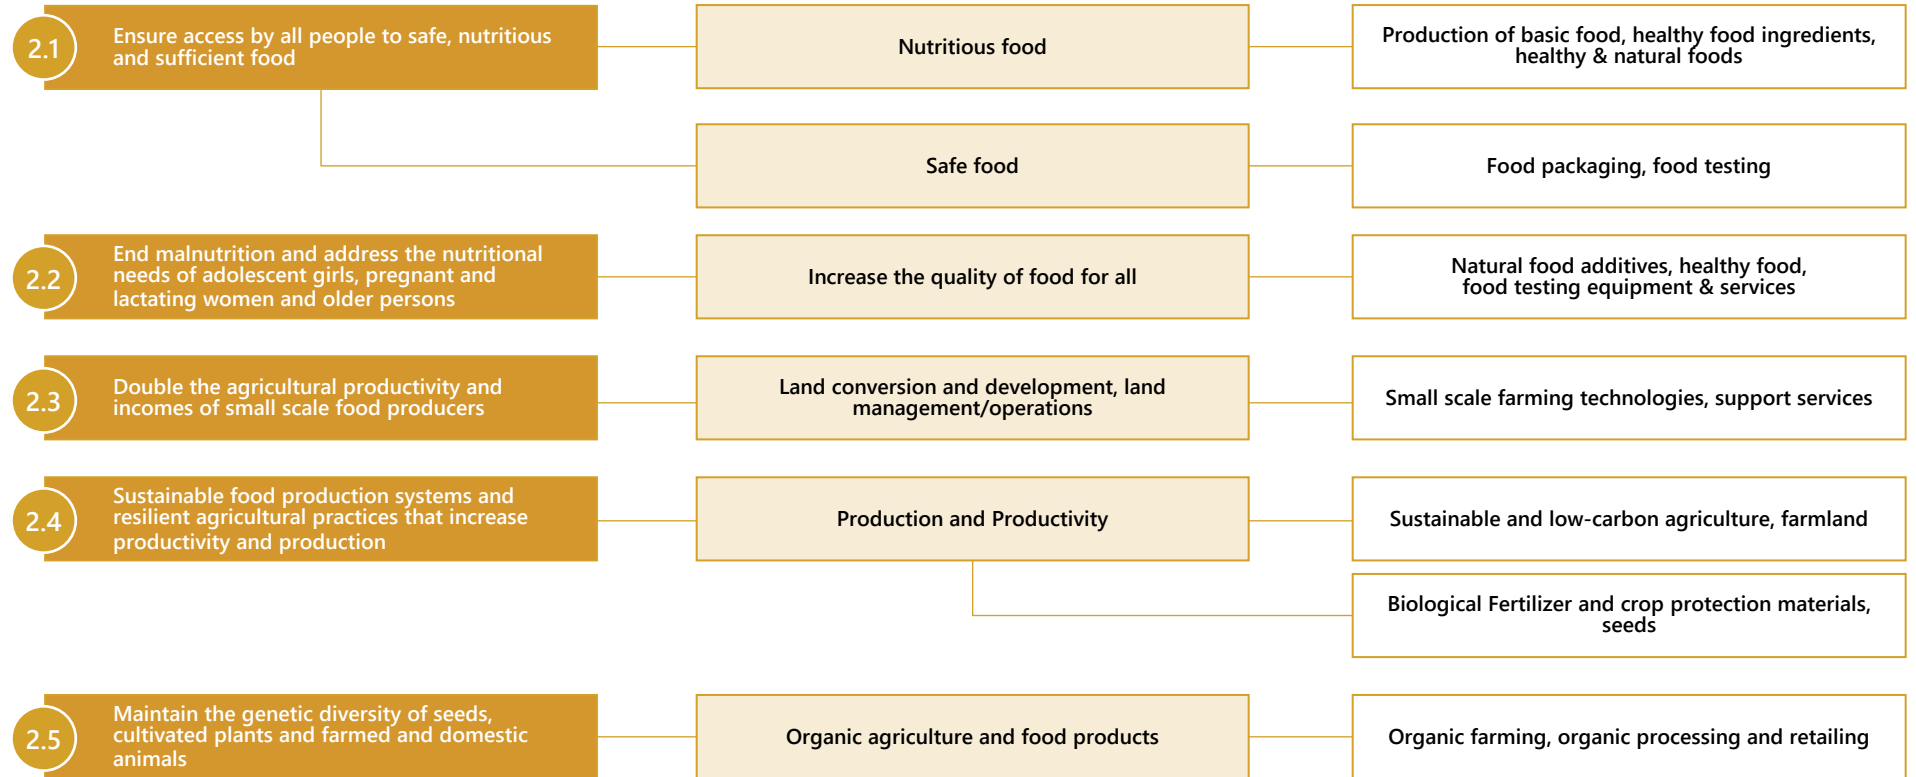 2.1
Ensure access by all people to safe, nutritious
and sufficient food
Nutritious food
Production of basic food, healthy food ingredients,
healthy & natural foods
Safe food
Food packaging, food testing
2.2
End malnutrition and address the nutritional
needs of adolescent girls, pregnant and
lactating women and older persons
Increase the quality of food for all
Natural food additives, healthy food,
food testing equipment & services
2.3
Double the agricultural productivity and
incomes of small scale food producers
Land conversion and development, land
management/operations
Small scale farming technologies, support services
2.4
Sustainable food production systems and
resilient agricultural practices that increase
productivity and production
Production and Productivity
Sustainable and low-carbon agriculture, farmland
Biological Fertilizer and crop protection materials,
seeds
2.5
Maintain the genetic diversity of seeds,
cultivated plants and farmed and domestic
animals
Organic agriculture and food products
Organic farming, organic processing and retailing